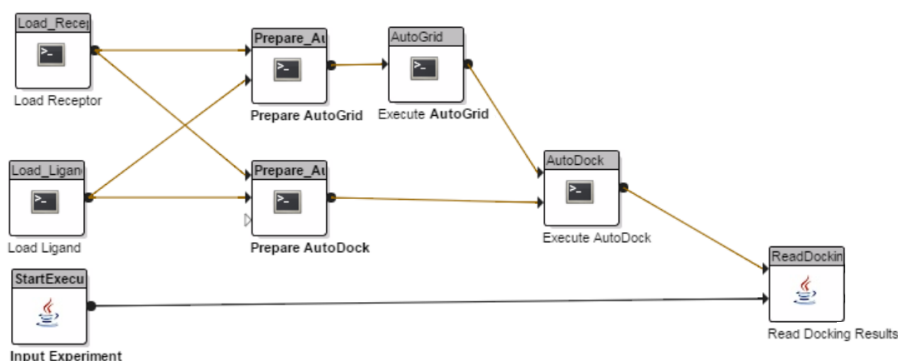 Load_Recep
Load Receptor
Prepare_Au
Prepare AutoGrid
AutoGrid
Execute AutoGrid
Load_Ligan
Load Ligand
Prepare_Au
Prepare AutoDock
AutoDock
Execute AutoDock
StartExecu
Input Experiment
ReadDockin
Read Docking Results